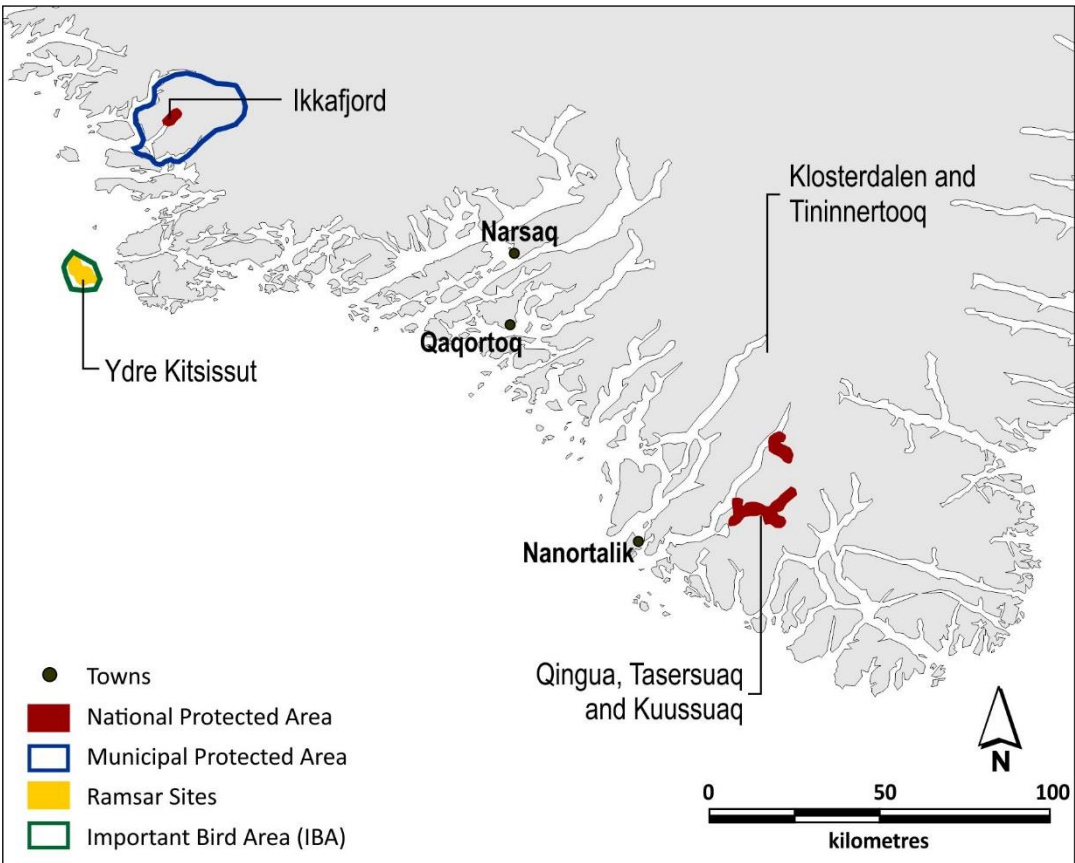 Ikkafjord
Klosterdalen and
Tininnertooq
Narsaq
Qaqortoq
Ydre Kitsissut
Nanortalik
Qingua, Tasersuaq
and Kuussuaq
Towns
National Protected Area
Municipal Protected Area
Ramsar Sites
Important Bird Area (IBA)
N
0 50 100
kilometres